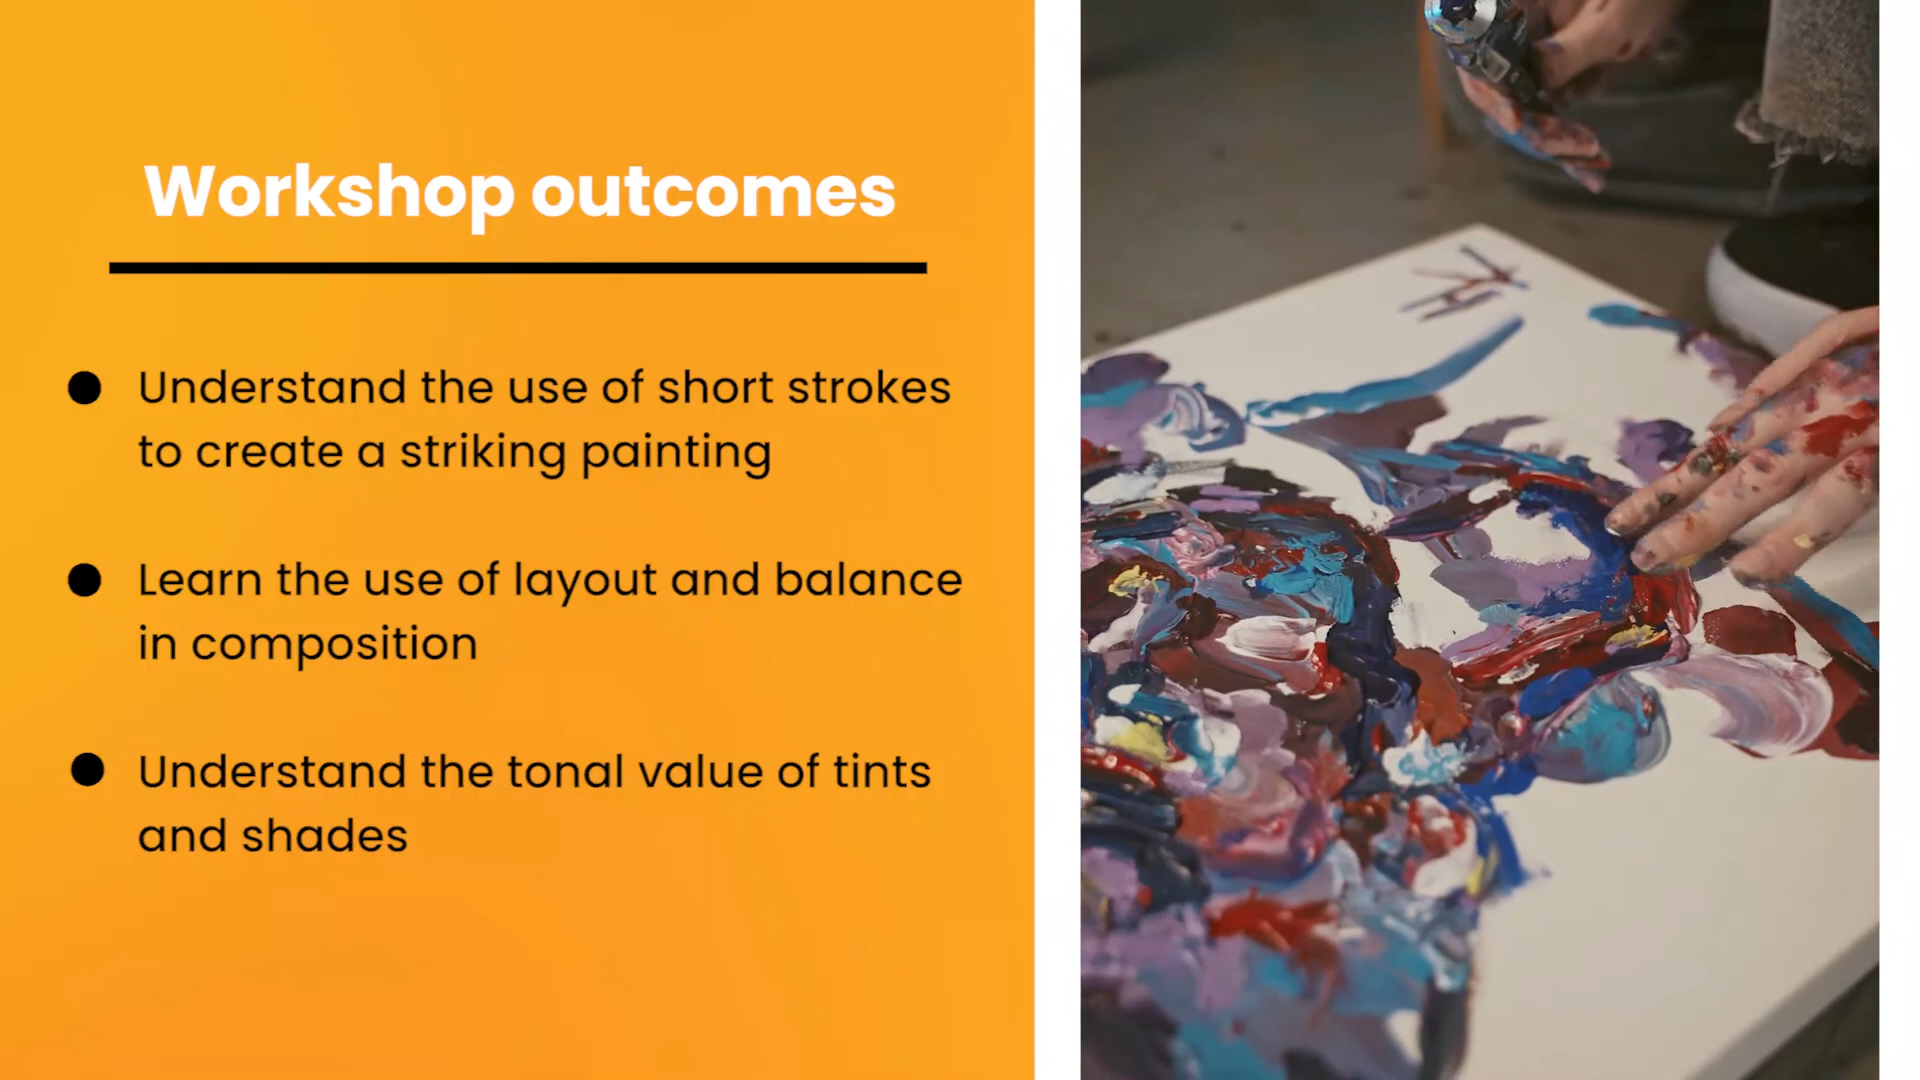 Workshop outcomes
Understand the use of short strokes
to create a striking painting
Learn the use of layout and balance
in composition
Understand the tonal value of tints
and shades